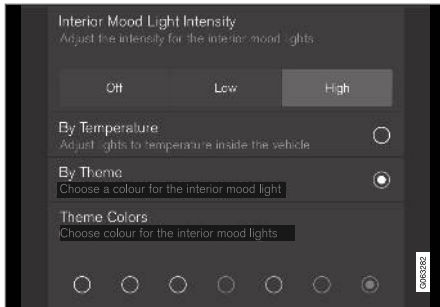 Interior Mood Light Intensity
Adjust the intensity for the interior mood lights
Off Low High
By Temperature
Adjust lights to temperature inside the vehicle
By Theme
Choose a colour for the interior mood light
Theme Colors
Choose colour for the interior mood lights
G063282